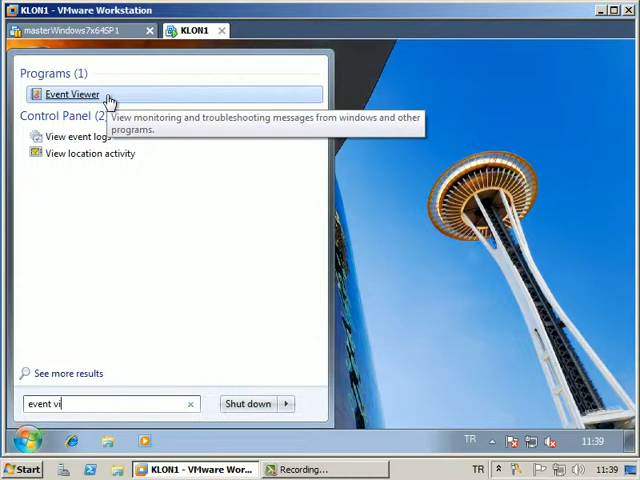 KLON1 - VMware Workstation
masterWindows7x64SP1
KLON1
Programs (1)
Event Viewer
View monitoring and troubleshooting messages from windows and other
programs.
Control Panel (2
View event logs
View location activity
See more results
event vi
Shut down
TR
11:39
Start
KLON1 - VMware Wor...
Recording...
TR
11:39